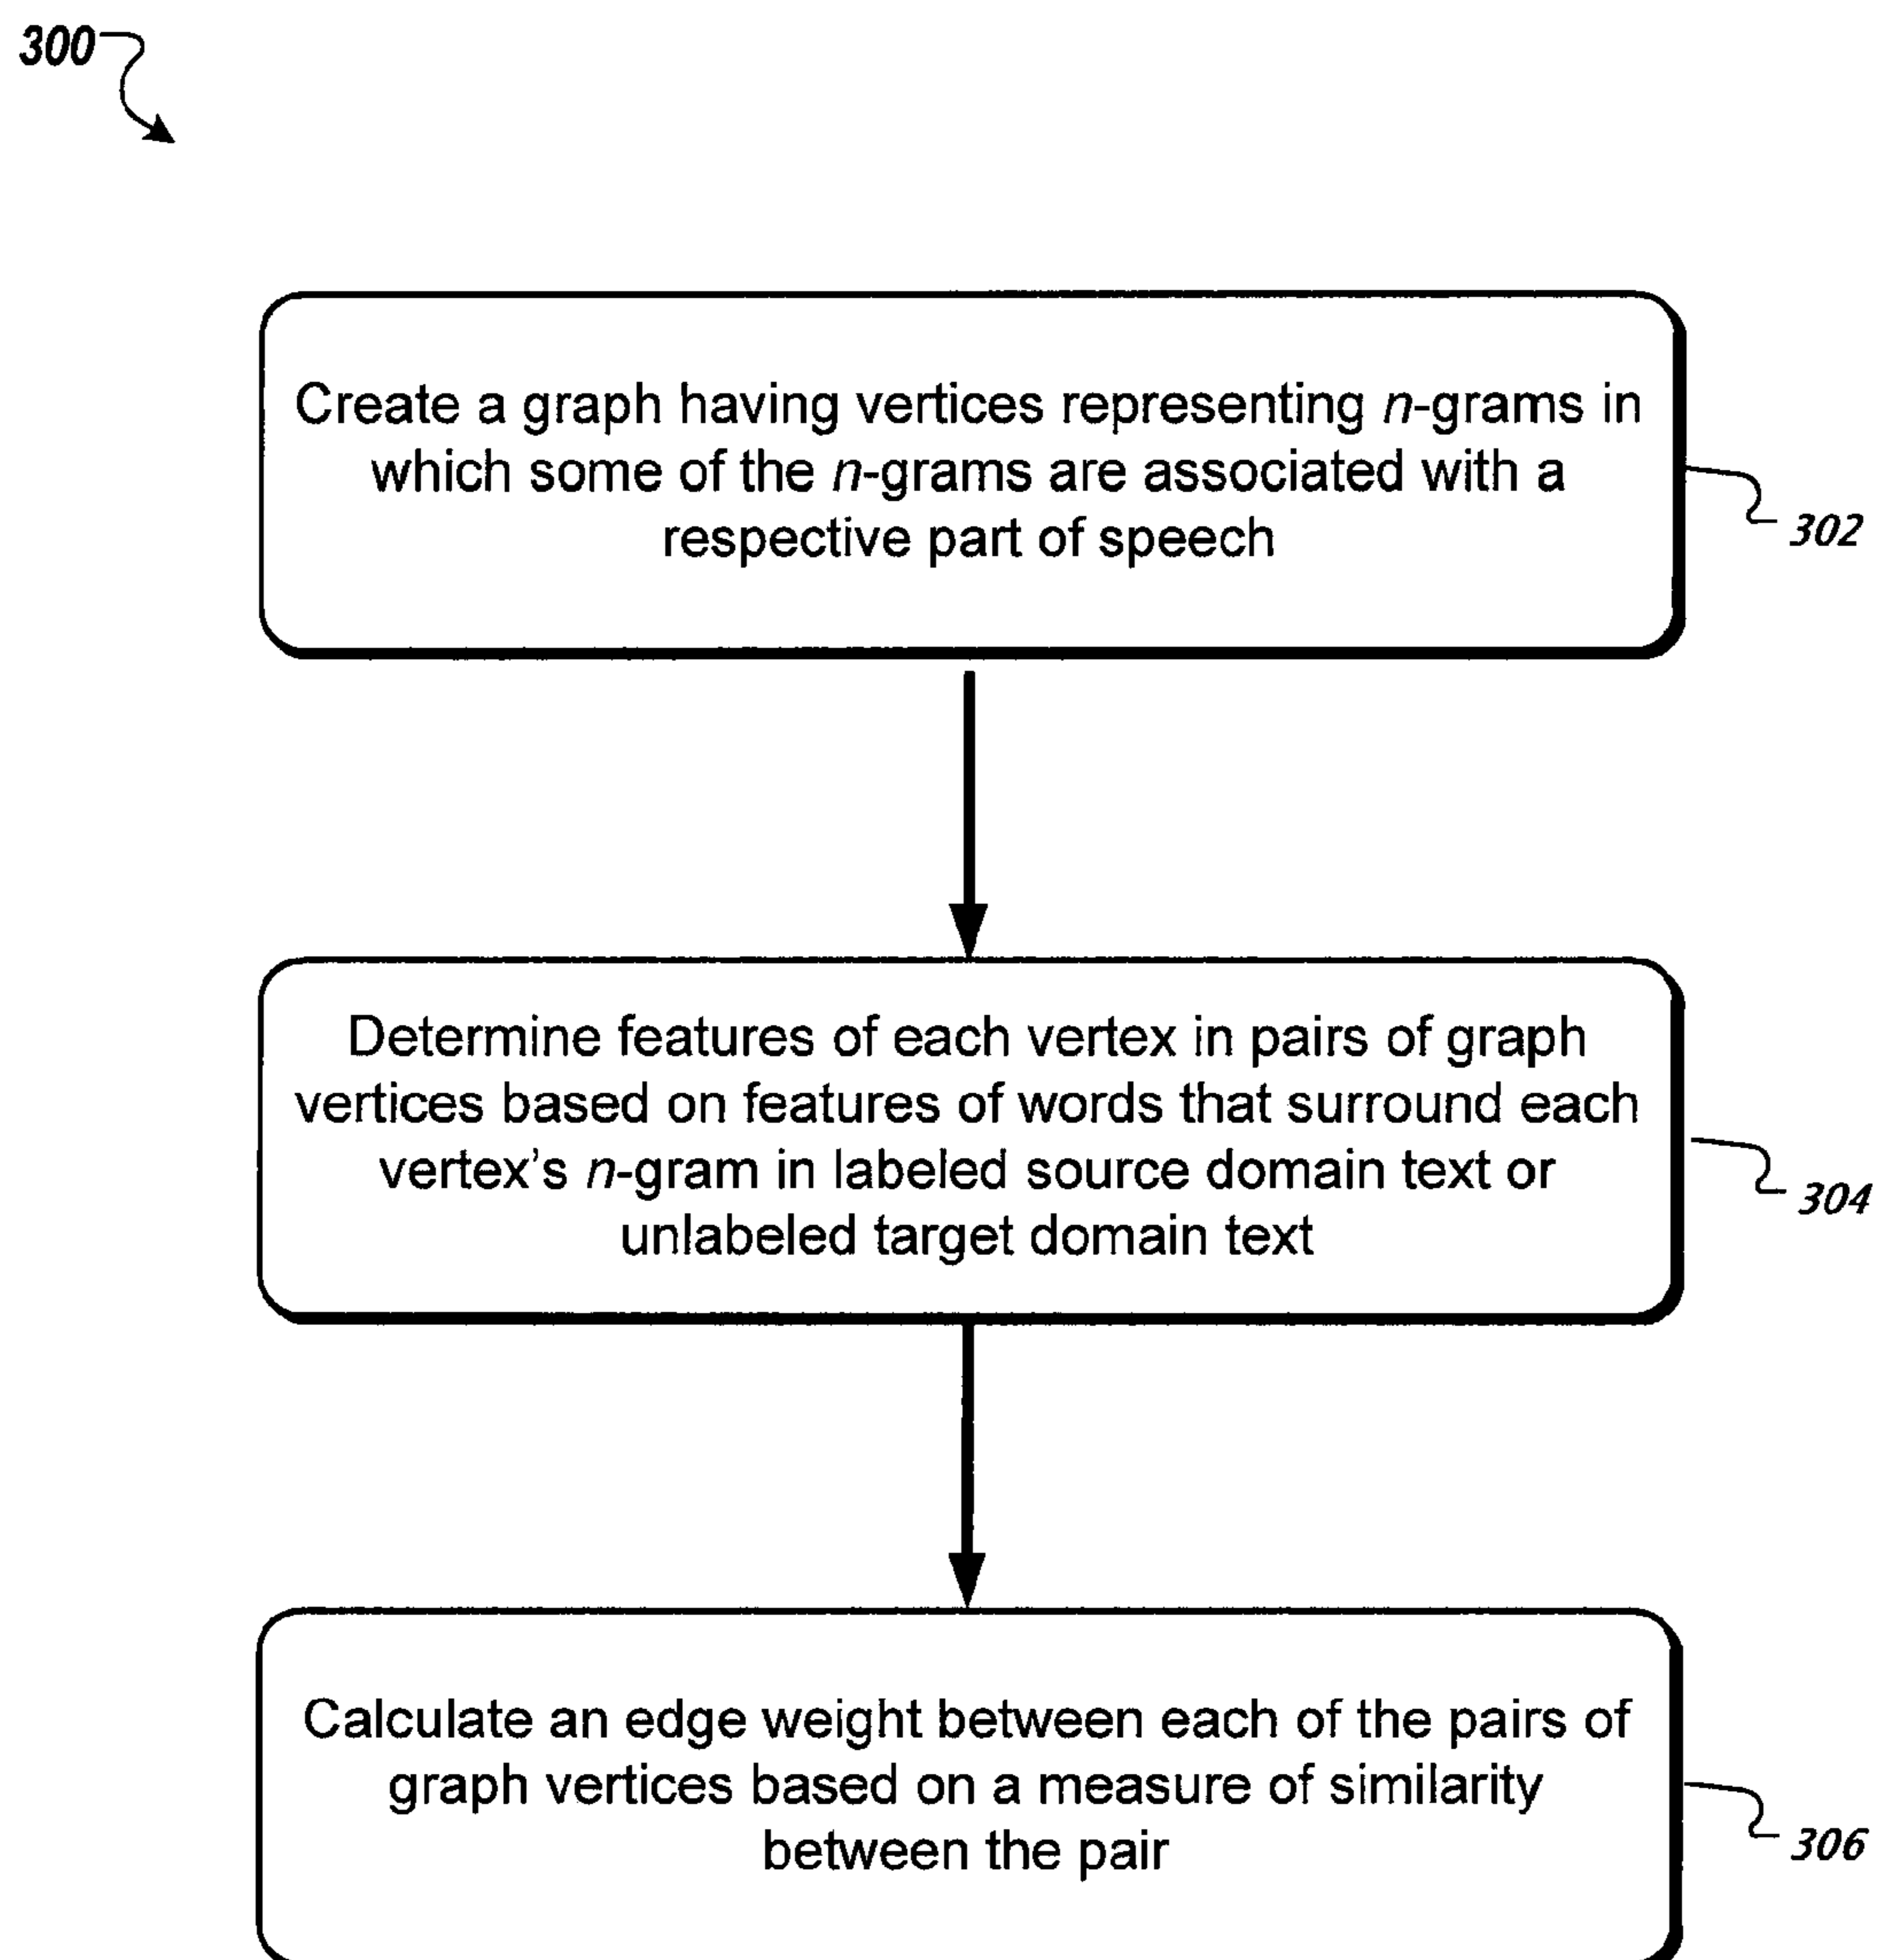 300
Create a graph having vertices representing n-grams in
which some of the n-grams are associated with a
respective part of speech
302
Determine features of each vertex in pairs of graph
vertices based on features of words that surround each
vertex's n-gram in labeled source domain text or
unlabeled target domain text
304
Calculate an edge weight between each of the pairs of
graph vertices based on a measure of similarity
between the pair
306